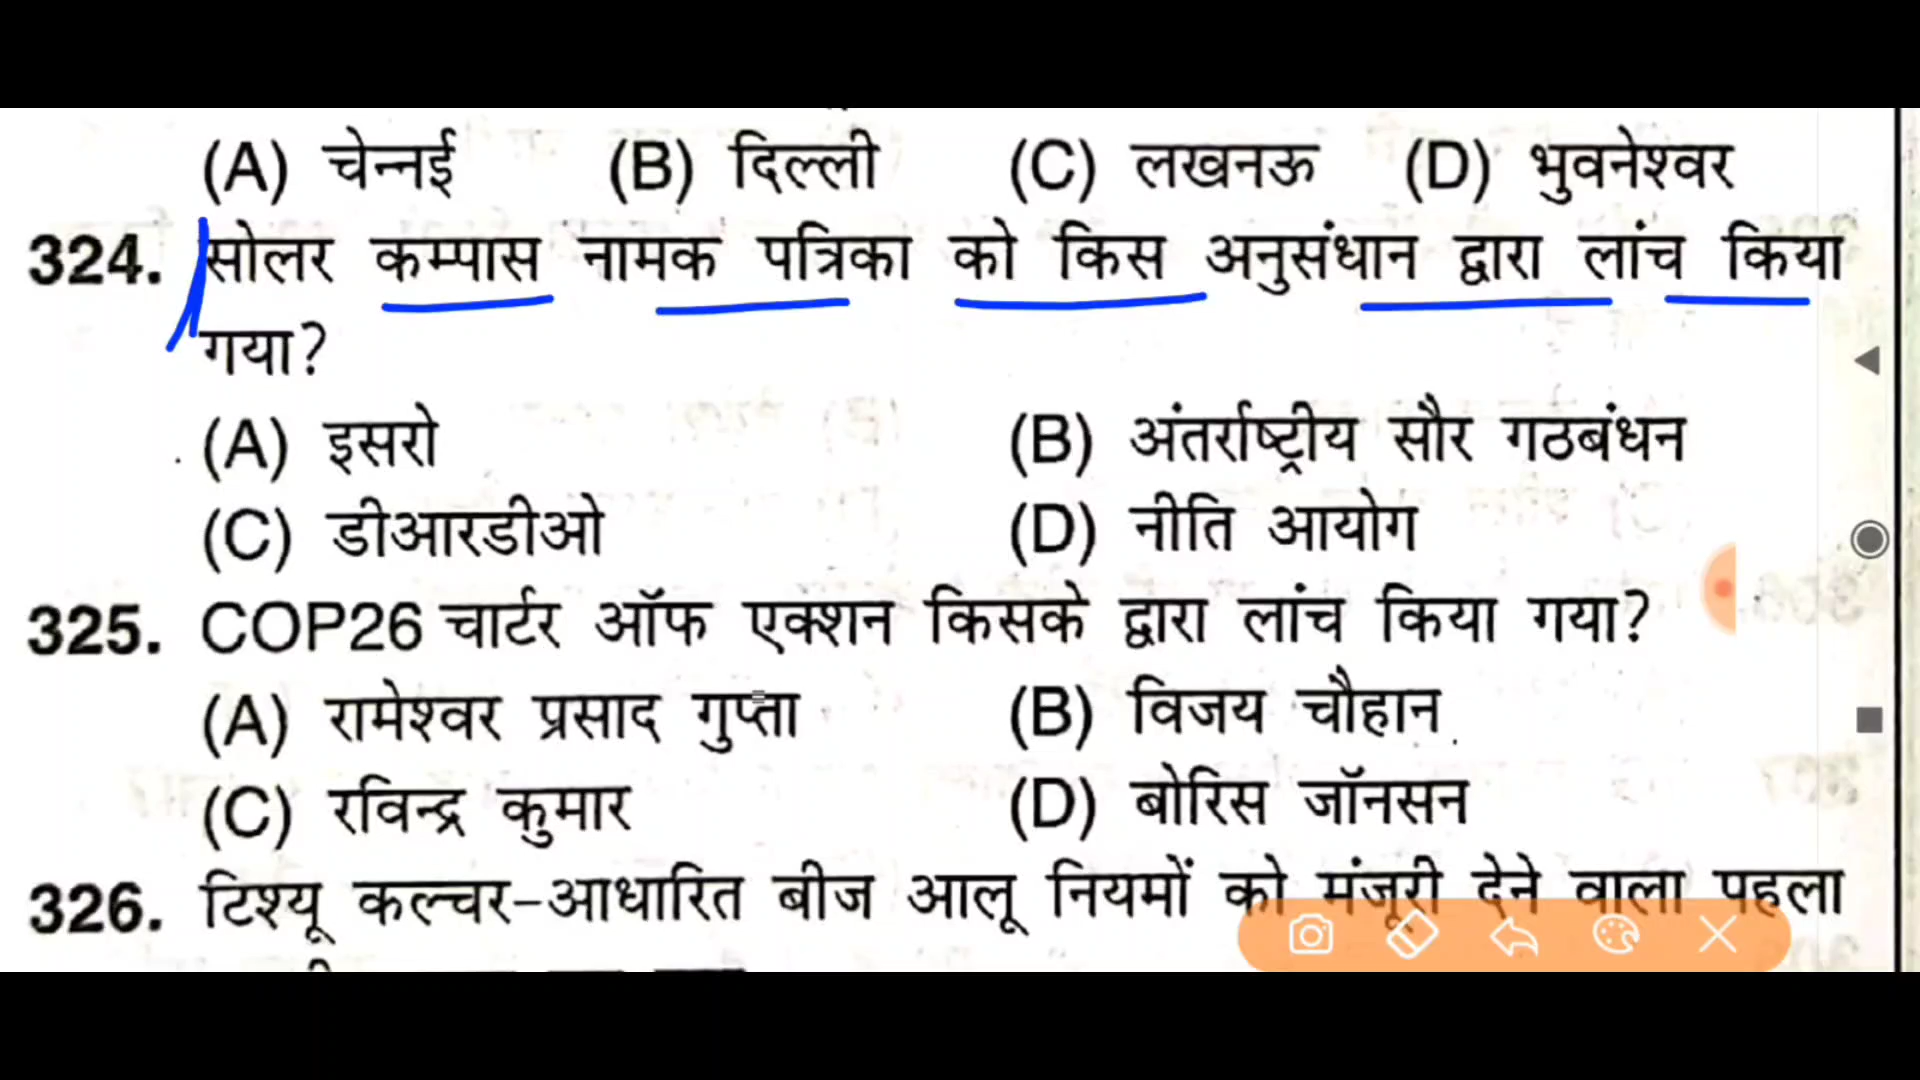 (A) चेन्नई (B) दिल्ली (C) लखनऊ (D) भुवनेश्वर
324. सोलर कम्पास नामक पत्रिका को किस अनुसंधान द्वारा लांच किया
गया?
(A) इसरो (B) अंतर्राष्ट्रीय सौर गठबंधन
(C) डीआरडीओ (D) नीति आयोग
325. COP26 चार्टर ऑफ एक्शन किसके द्वारा लांच किया गया?
(A) रामेश्वर प्रसाद गुप्ता (B) विजय चौहान
(C) रविन्द्र कुमार (D) बोरिस जॉनसन
326. टिश्यू कल्चर-आधारित बीज आलू नियमों को मंजूरी देने वाला पहला